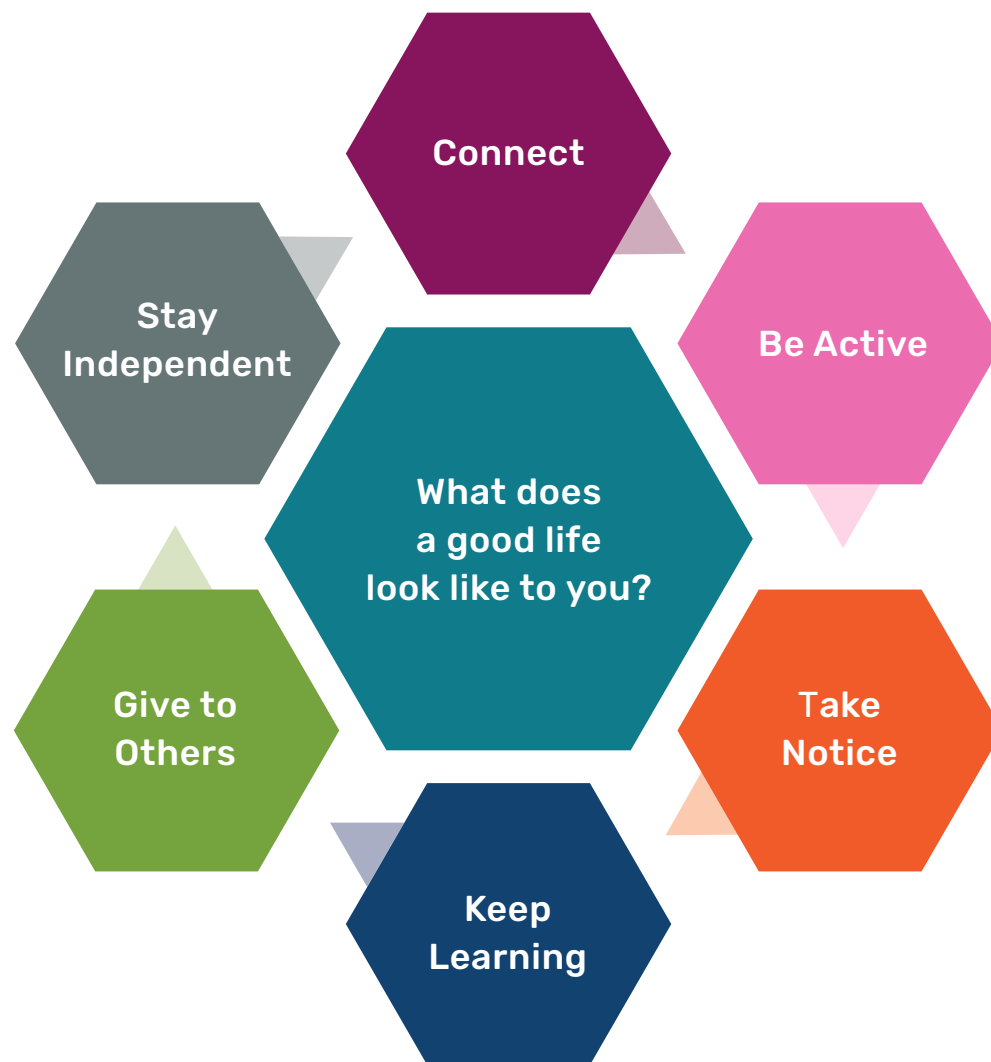 Connect
Be Active
Take
Notice
Keep
Learning
Give to
Others
Stay
Independent
What does
a good life
look like to you?